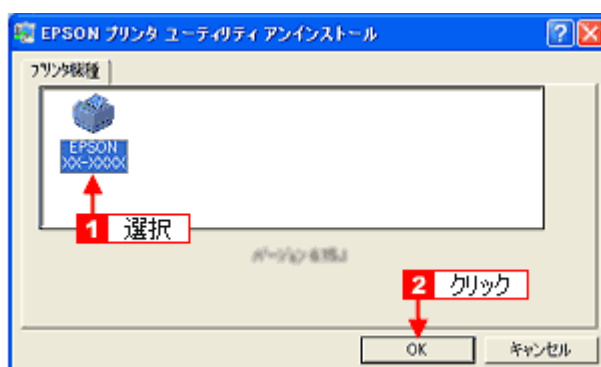 EPSON プリンタ ユーティリティ アンインストール
プリンタ機種
EPSON
XX-XXXX
1 選択
2 クリック
OK
キャンセル